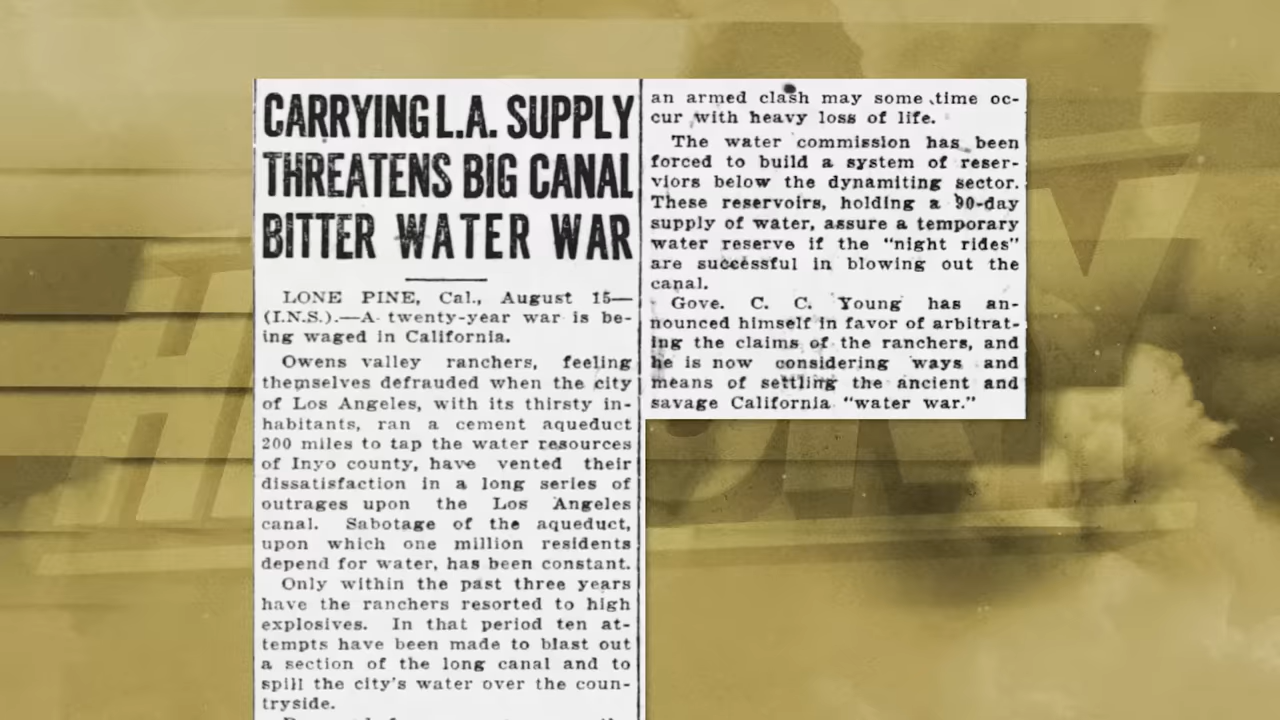 CARRYING L.A. SUPPLY
THREATENS BIG CANAL
BITTER WATER WAR
LONE PINE, Cal., August 15—
(I.N.S.).—A twenty-year war is be-
ing waged in California.
Owens valley ranchers, feeling
themselves defrauded when the city
of Los Angeles, with its thirsty in-
habitants, ran a cement aqueduct
200 miles to tap the water resources
of Inyo county, have vented their
dissatisfaction in a long series of
outrages upon the Los Angeles
canal. Sabotage of the aqueduct,
upon which one million residents
depend for water, has been constant.
Only within the past three years
have the ranchers resorted to high
explosives. In that period ten at-
tempts have been made to blast out
a section of the long canal and to
spill the city's water over the coun-
tryside.
an armed clash may some time oc-
cur with heavy loss of life.
The water commission has been
forced to build a system of reser-
viors below the dynamiting sector.
These reservoirs, holding a 90-day
supply of water, assure a temporary
water reserve if the "night rides"
are successful in blowing out the
canal.
Gove. C. C. Young has an-
nounced himself in favor of arbitrat-
ing the claims of the ranchers, and
he is now considering ways and
means of settling the ancient and
savage California "water war."